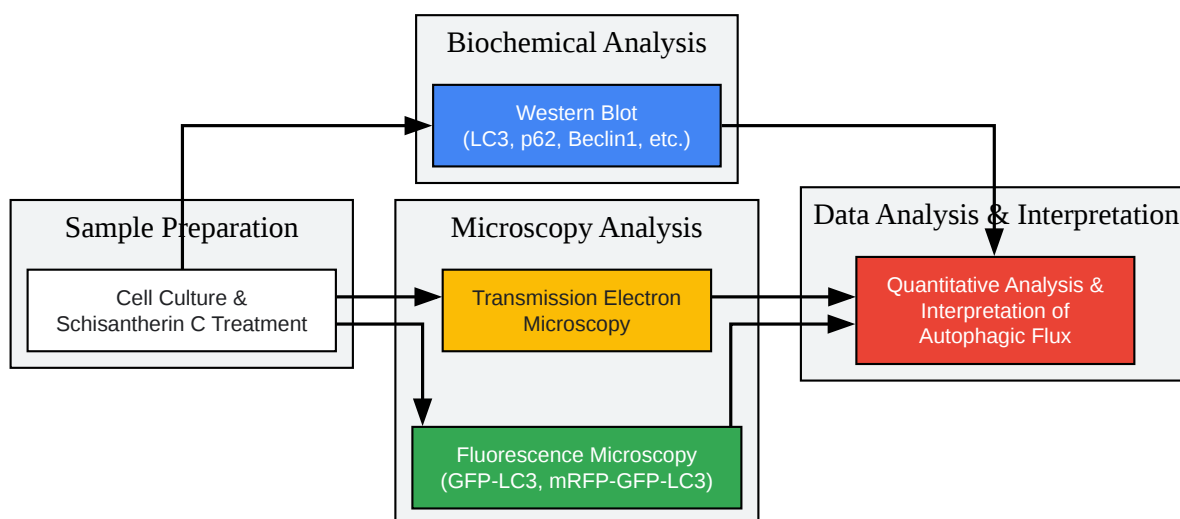 Biochemical Analysis
Western Blot
(LC3, p62, Beclin1, etc.)
Sample Preparation
Cell Culture &
Schisantherin C Treatment
Microscopy Analysis
Transmission Electron
Microscopy
Fluorescence Microscopy
(GFP-LC3, mRFP-GFP-LC3)
Data Analysis & Interpretation
Quantitative Analysis &
Interpretation of
Autophagic Flux